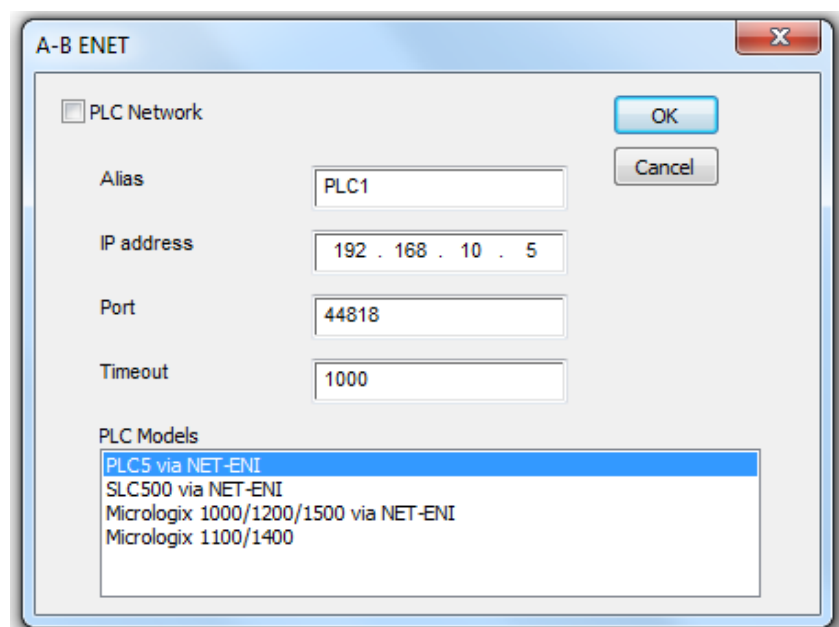 A-B ENET
PLC Network
OK
Cancel
Alias
PLC1
IP address
192 . 168 . 10 . 5
Port
44818
Timeout
1000
PLC Models
PLC5 via NET-ENI
SLC500 via NET-ENI
Micrologix 1000/1200/1500 via NET-ENI
Micrologix 1100/1400